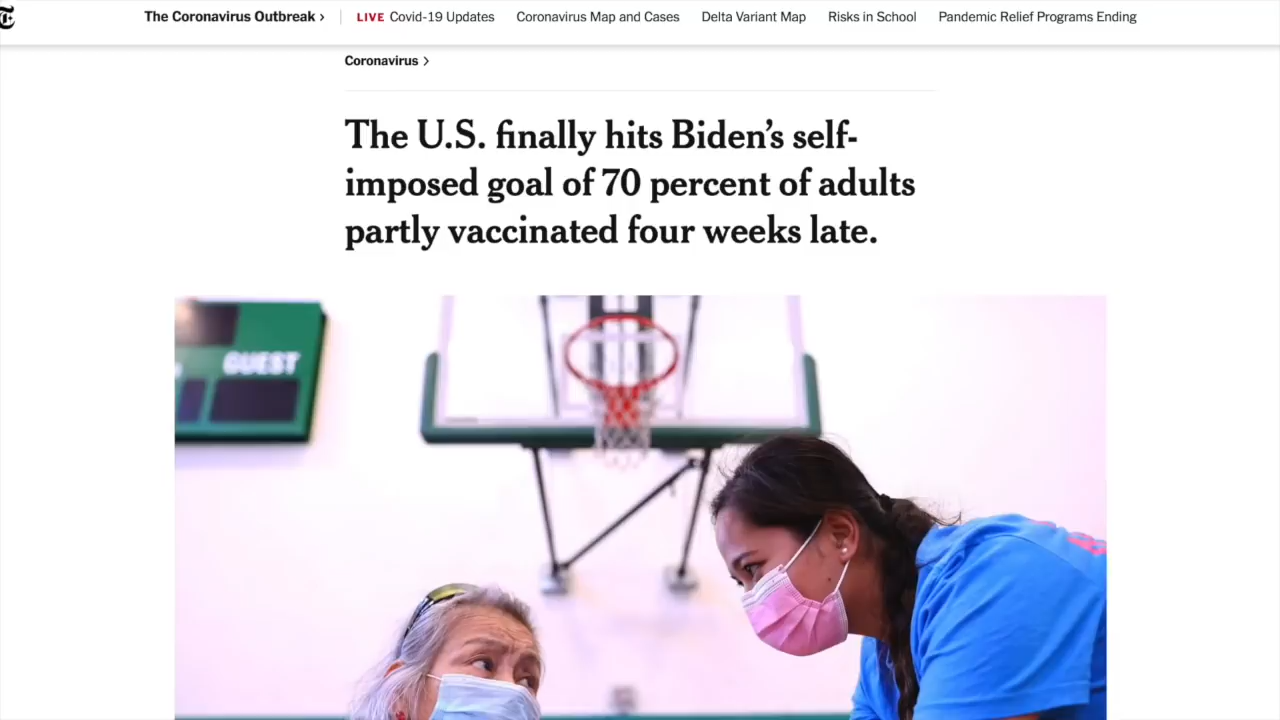 The Coronavirus Outbreak › LIVE Covid-19 Updates Coronavirus Map and Cases Delta Variant Map Risks in School Pandemic Relief Programs Ending
Coronavirus ›
The U.S. finally hits Biden’s self-
imposed goal of 70 percent of adults
partly vaccinated four weeks late.
GUEST